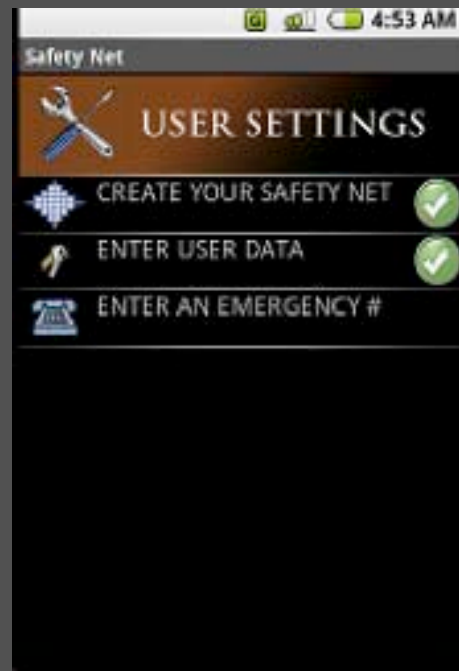 4:53 AM
Safety Net
USER SETTINGS
CREATE YOUR SAFETY NET
ENTER USER DATA
ENTER AN EMERGENCY #